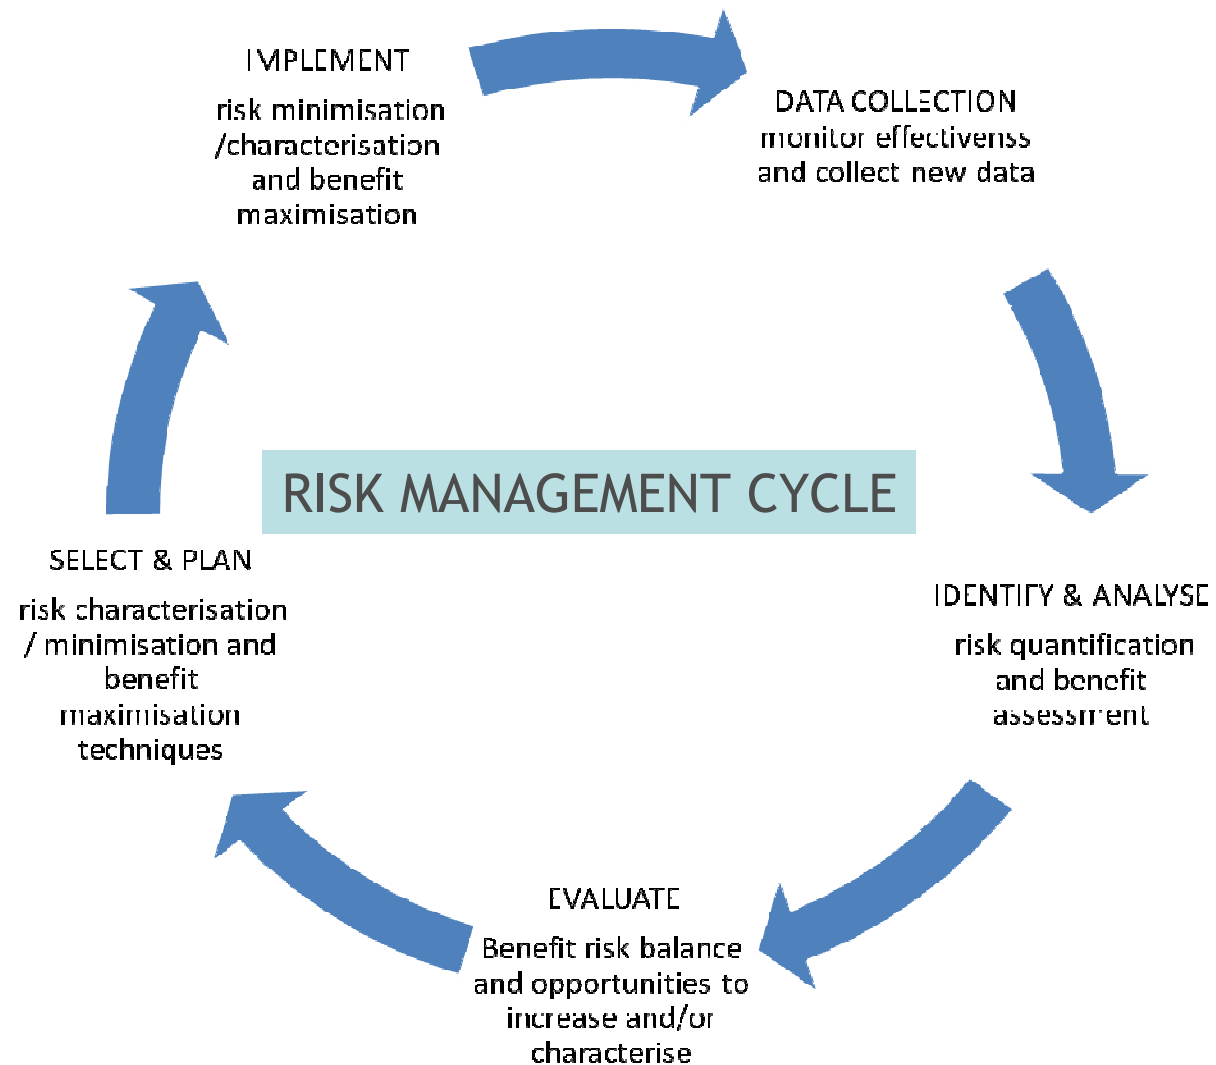 IMPLEMENT
risk minimisation
/characterisation
and benefit
maximisation
DATA COLLECTION
monitor effectivenss
and collect new data
RISK MANAGEMENT CYCLE
SELECT & PLAN
risk characterisation
/ minimisation and
benefit
maximisation
techniques
IDENTIFY & ANALYSE
risk quantification
and benefit
assessment
EVALUATE
Benefit risk balance
and opportunities to
increase and/or
characterise